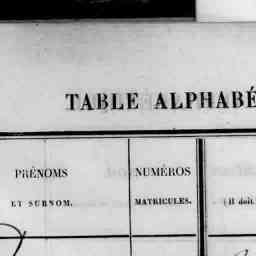 TABLE ALPHABÉ
PRÉNOMS
ET SURNOM.
NUMÉROS
MATRICULES.
(Il doit